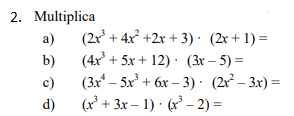 2. Multiplica
a) (2x³ + 4x² +2x + 3) · (2x + 1) =
b) (4x³ + 5x + 12) · (3x – 5) =
c) (3x⁴ – 5x³ + 6x – 3) · (2x² – 3x) =
d) (x³ + 3x – 1) · (x³ – 2) =